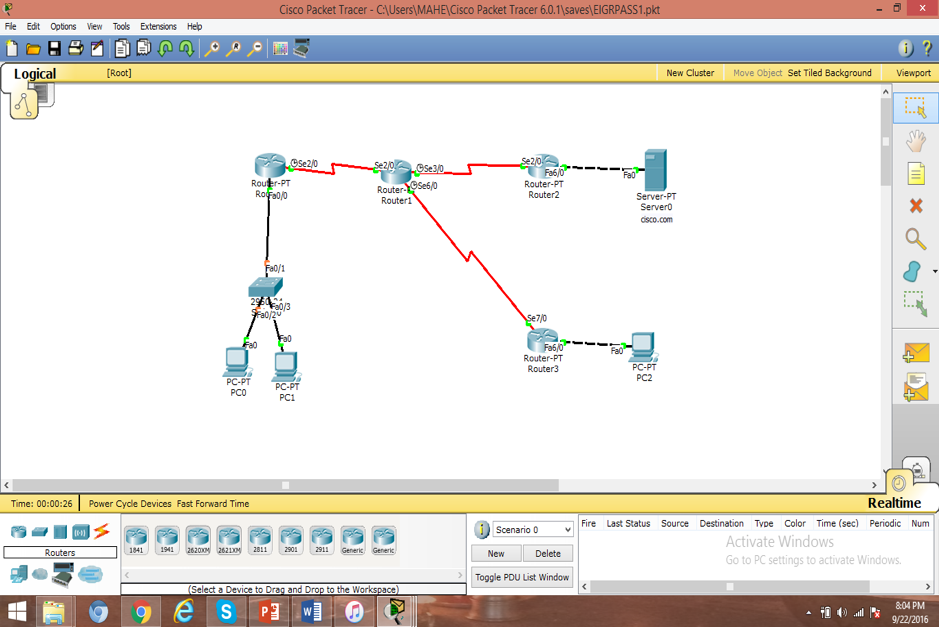 Cisco Packet Tracer - C:\Users\MAHE\Cisco Packet Tracer 6.0.1\saves\EIGRPASS1.pkt
File Edit Options View Tools Extensions Help
Logical [Root] New Cluster Move Object Set Tiled Background Viewport
Se2/0
Router-PT
Fa0/0
Se2/0
Se3/0
Se6/0
Router1
Se2/0
Fa6/0
Router-PT
Router2
Fa0
Server-PT
Server0
cisco.com
Fa0/1
Fa0/3
Fa0/2
Fa0
Fa0
PC-PT
PC0
PC-PT
PC1
Se7/0
Fa6/0
Router-PT
Router3
Fa0
PC-PT
PC2
Time: 00:00:26 Power Cycle Devices Fast Forward Time Realtime
Routers
1841 1941 2620XM 2621XM 2811 2901 2911 Generic Generic
(Select a Device to Drag and Drop to the Workspace)
Scenario 0
New Delete
Toggle PDU List Window
Fire Last Status Source Destination Type Color Time (sec) Periodic Num
Activate Windows
Go to PC settings to activate Windows.
8:04 PM
9/22/2016